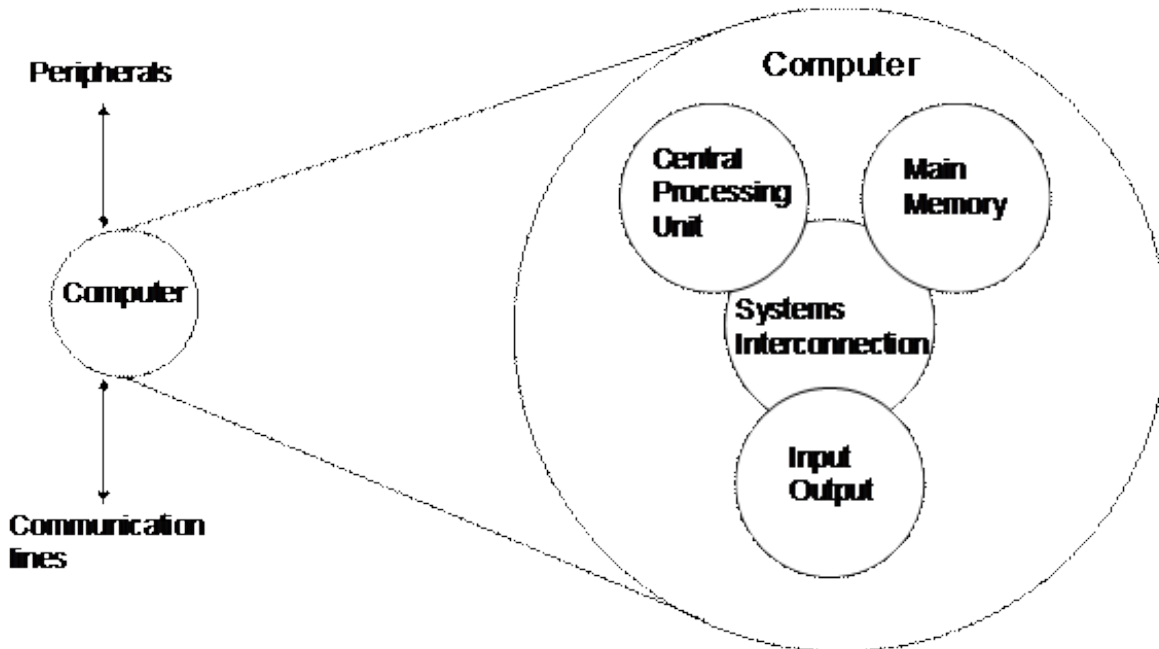 Peripherals
Computer
Communication
lines
Computer
Central
Processing
Unit
Main
Memory
Systems
Interconnection
Input
Output